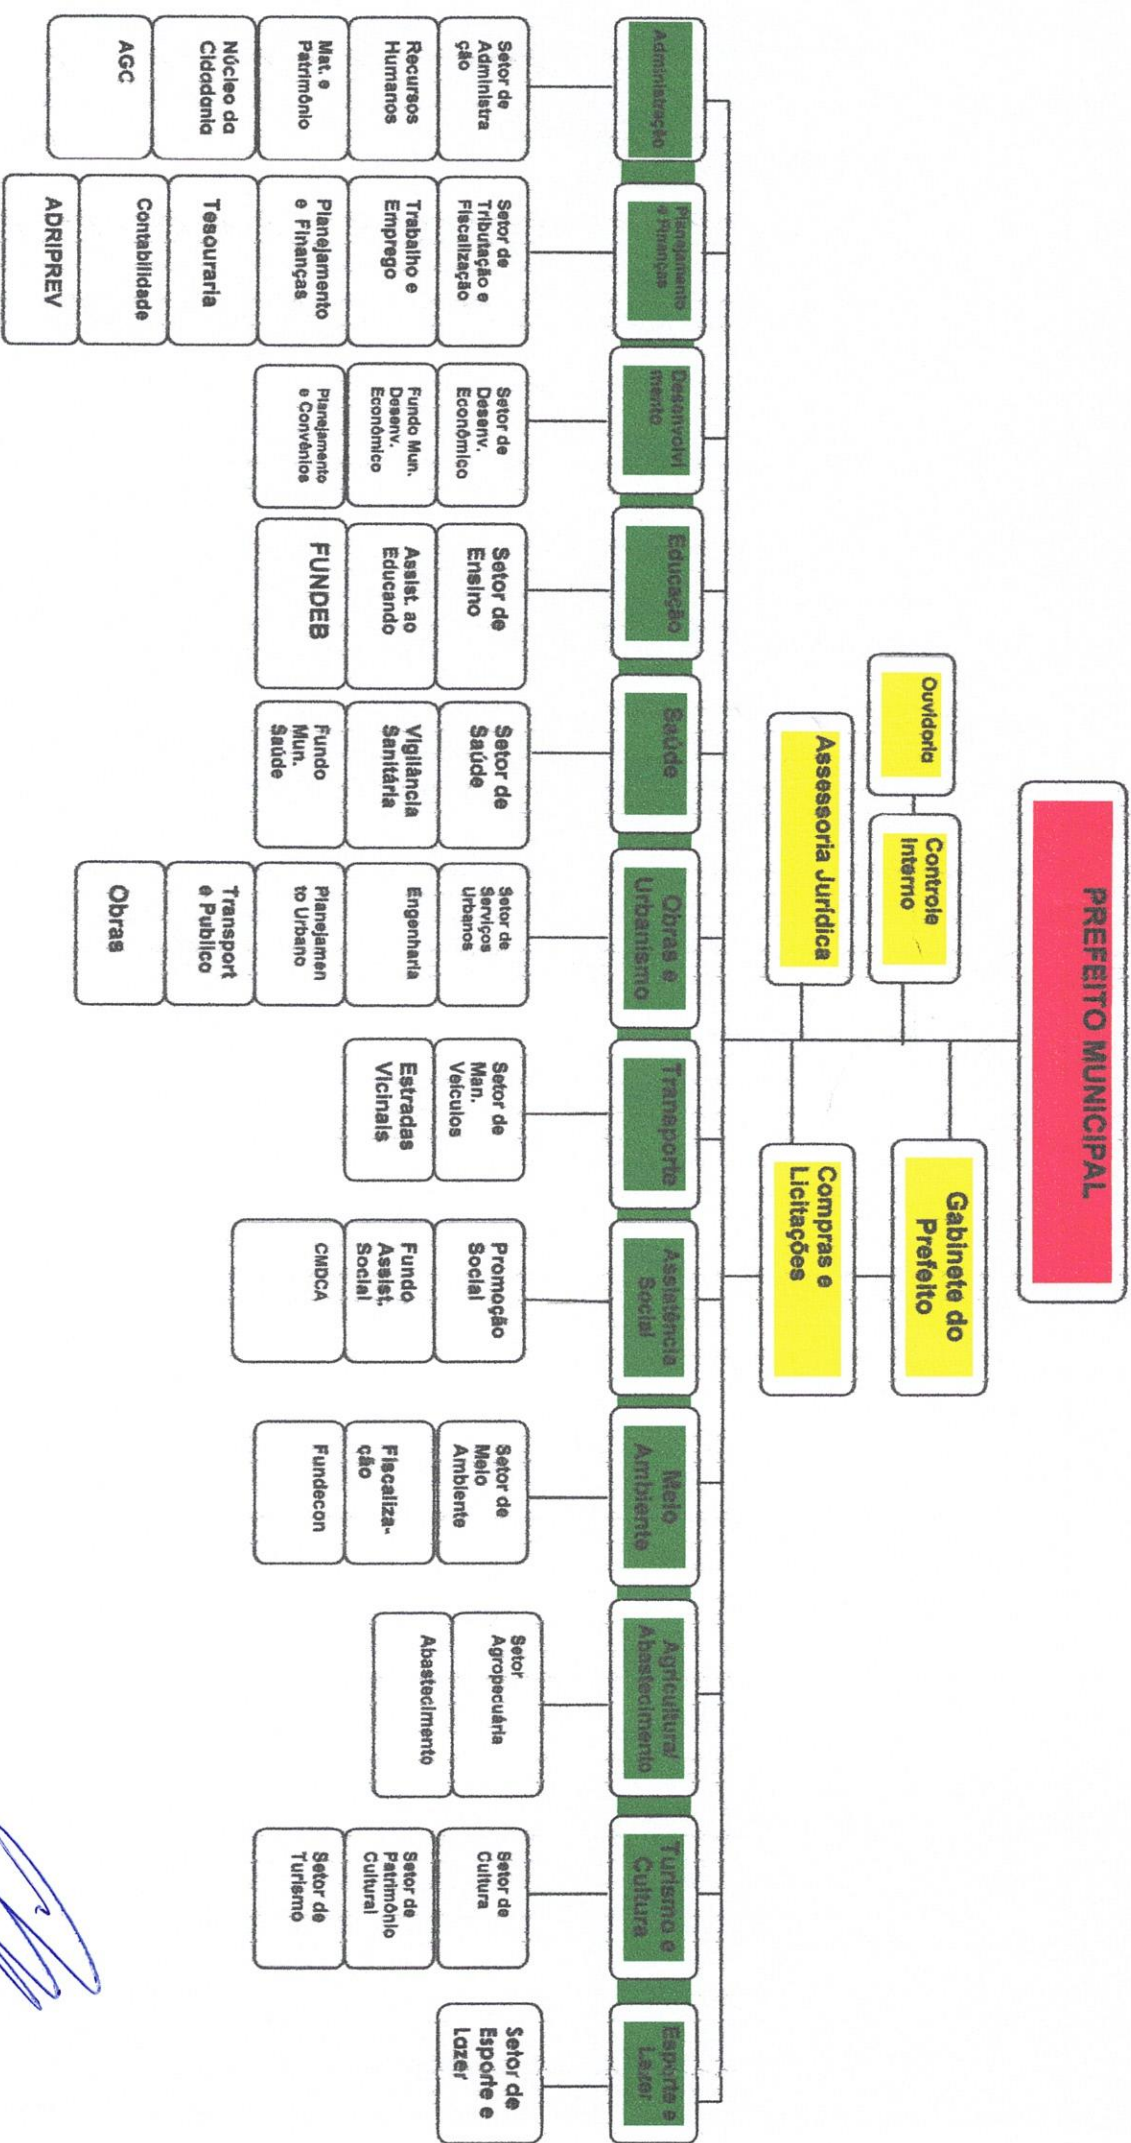 PREFEITO MUNICIPAL
Ouvidoria
Controle
Interno
Gabinete do
Prefeito
Assessoria Jurídica
Compras e
Licitações
Administração
Planejamento
e Finanças
Desenvolvi
mento
Educação
Saúde
Obras e
Urbanismo
Transporte
Assistência
Social
Meio
Ambiente
Agricultura/
Abastecimento
Turismo e
Cultura
Esporte e
Lazer
Setor de
Administra
ção
Recursos
Humanos
Mat. e
Patrimônio
Núcleo da
Cidadania
AGC
Setor de
Tributação e
Fiscalização
Trabalho e
Emprego
Planejamento
e Finanças
Tesouraria
Contabilidade
ADRIPREV
Setor de
Desenv.
Econômico
Fundo Mun.
Desenv.
Econômico
Planejamento
e Convênios
Setor de
Ensino
Assist. ao
Educando
FUNDEB
Setor de
Saúde
Vigilância
Sanitária
Fundo
Mun.
Saúde
Setor de
Serviços
Urbanos
Engenharia
Planejamen
to Urbano
Transport
e Publico
Obras
Setor de
Man.
Veículos
Estradas
Vicinais
Promoção
Social
Fundo
Assist.
Social
CMDCA
Setor de
Meio
Ambiente
Fiscaliza-
ção
Fundecon
Setor
Agropecuária
Abastecimento
Setor de
Cultura
Setor de
Patrimônio
Cultural
Setor de
Turismo
Setor de
Esporte e
Lazer